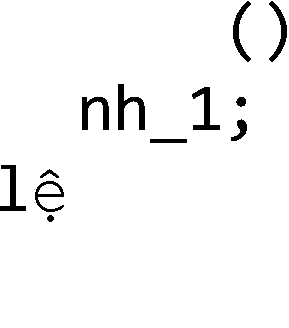 ()
nh_1;
lệ